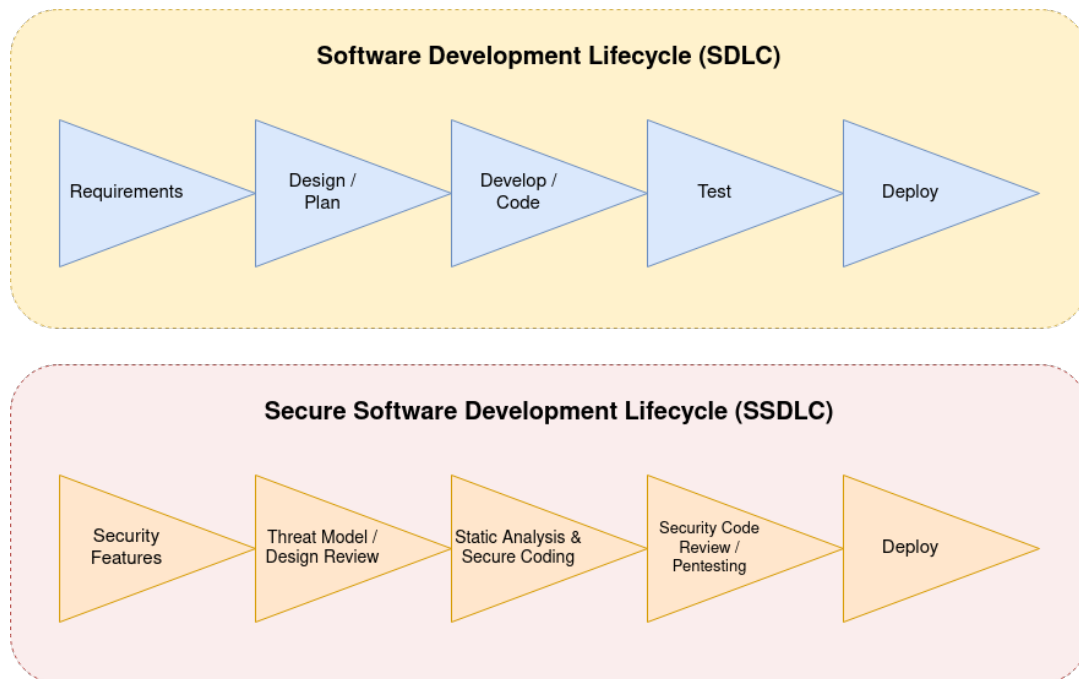 Software Development Lifecycle (SDLC)
Requirements
Design /
Plan
Develop /
Code
Test
Deploy
Secure Software Development Lifecycle (SSDLC)
Security
Features
Threat Model /
Design Review
Static Analysis &
Secure Coding
Security Code
Review /
Pentesting
Deploy